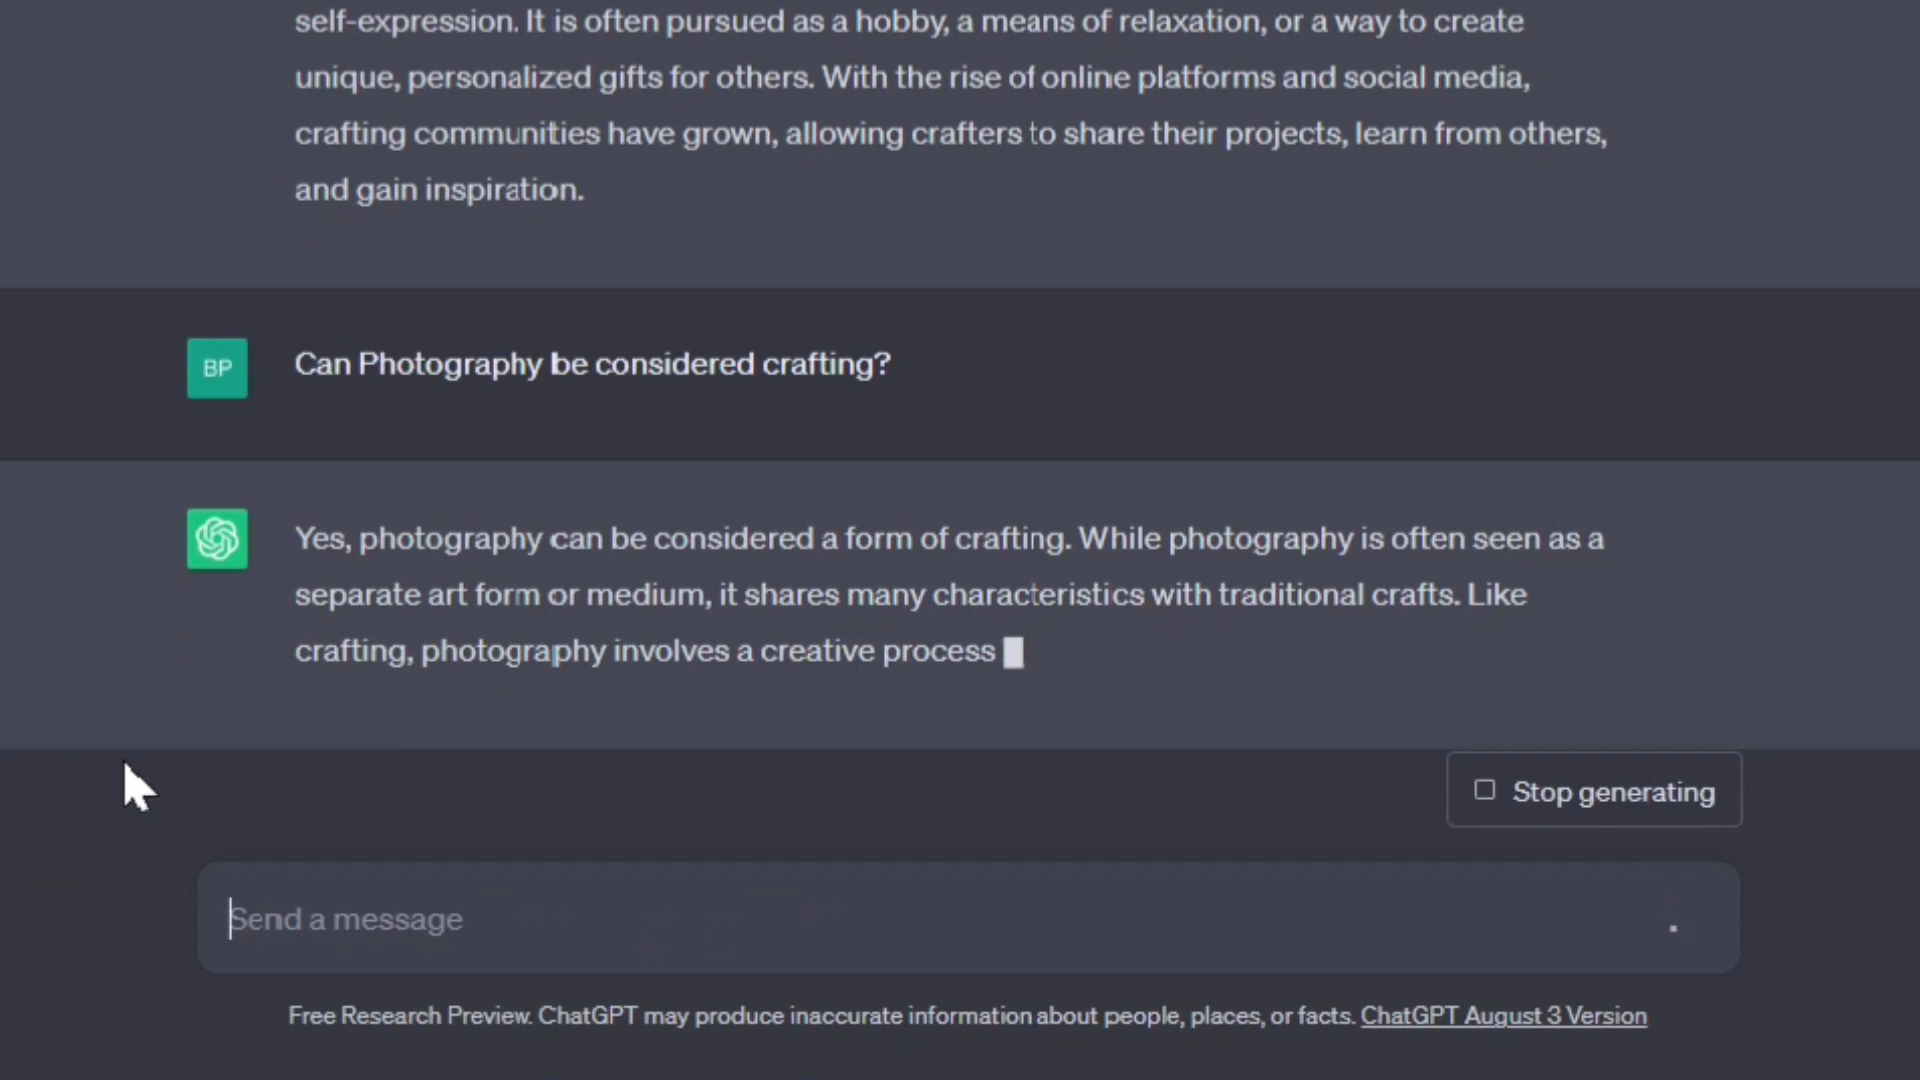 self-expression. It is often pursued as a hobby, a means of relaxation, or a way to create
unique, personalized gifts for others. With the rise of online platforms and social media,
crafting communities have grown, allowing crafters to share their projects, learn from others,
and gain inspiration.
BP
Can Photography be considered crafting?
Yes, photography can be considered a form of crafting. While photography is often seen as a
separate art form or medium, it shares many characteristics with traditional crafts. Like
crafting, photography involves a creative process
Stop generating
Send a message
Free Research Preview. ChatGPT may produce inaccurate information about people, places, or facts. ChatGPT August 3 Version